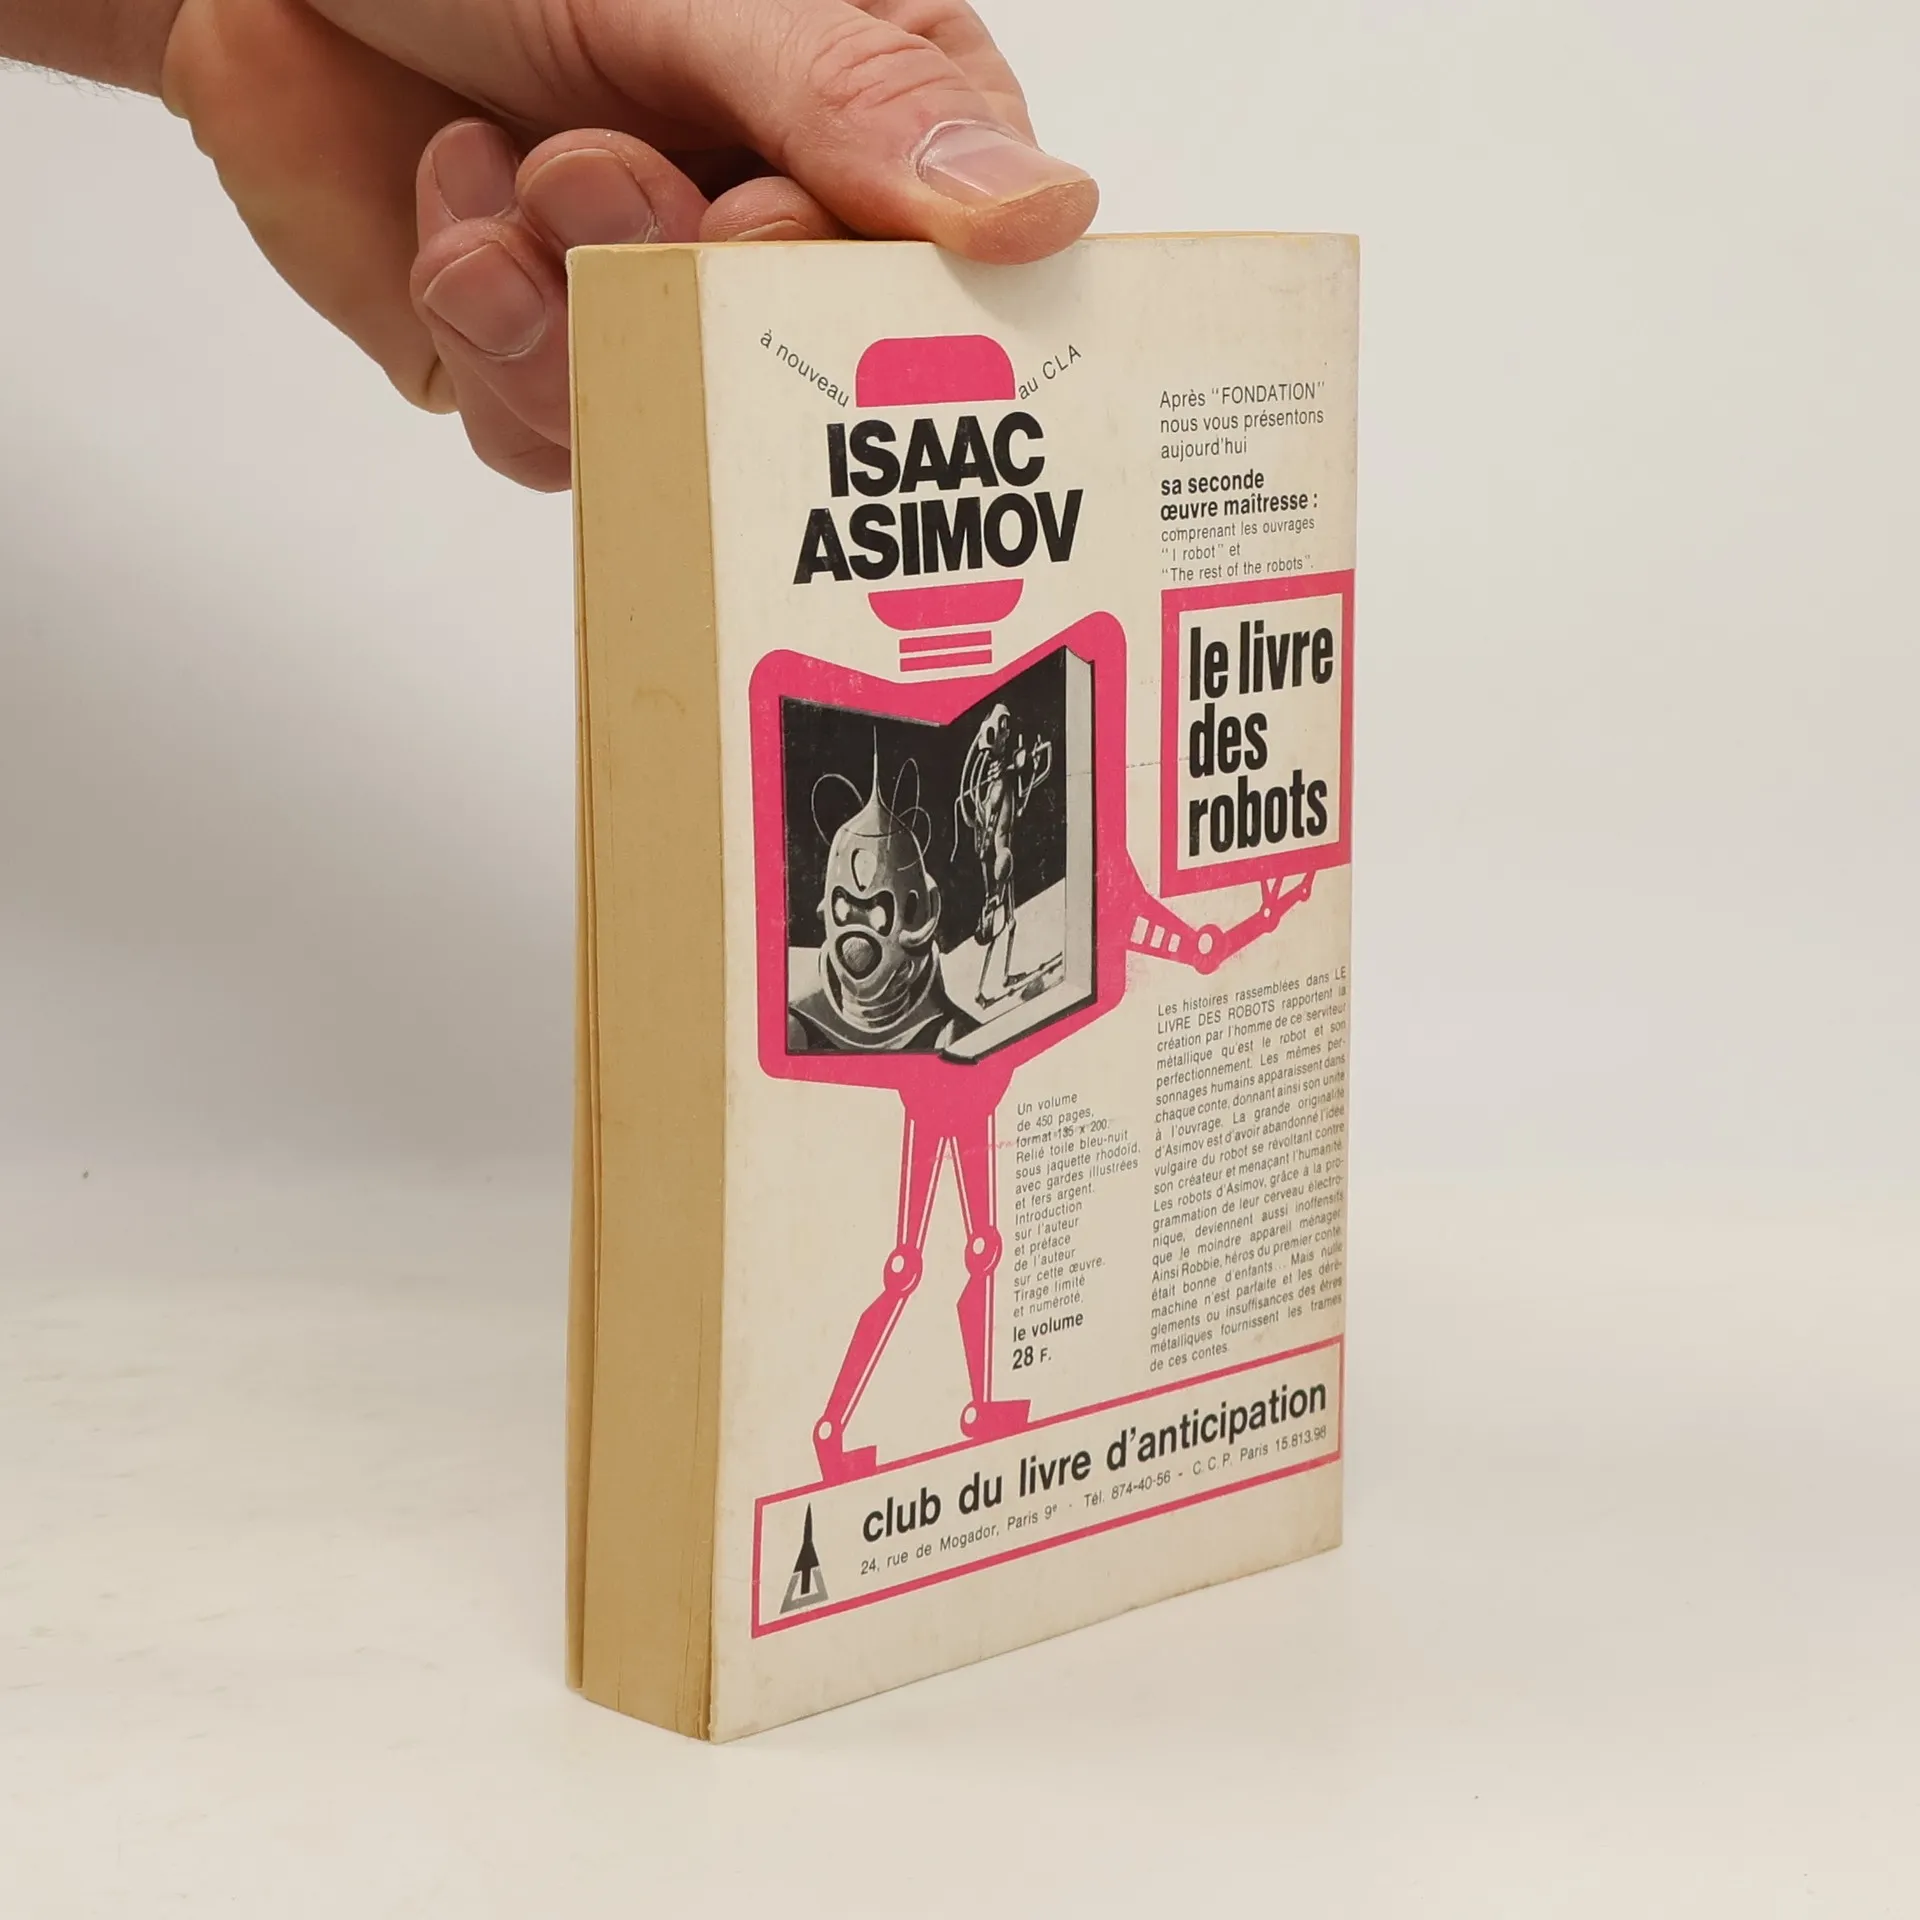 à nouveau
au CLA
ISAAC
ASIMOV
Après "FONDATION"
nous vous présentons
aujourd'hui
sa seconde
œuvre maîtresse :
comprenant les ouvrages
"I robot" et
"The rest of the robots".
le livre
des
robots
Les histoires rassemblées dans LE
LIVRE DES ROBOTS rapportent la
création par l'homme de ce serviteur
métallique qu'est le robot et son
perfectionnement. Les mêmes per-
sonnages humains apparaissent dans
chaque conte, donnant ainsi son unité
à l'ouvrage. La grande originalité
d'Asimov est d'avoir abandonné l'idée
vulgaire du robot se révoltant contre
son créateur et menaçant l'humanité.
Les robots d'Asimov, grâce à la pro-
grammation de leur cerveau électro-
nique, deviennent aussi inoffensifs
que le moindre appareil ménager.
Ainsi Robbie, héros du premier conte,
était bonne d'enfants... Mais nulle
machine n'est parfaite et les dérè-
glements ou insuffisances des êtres
métalliques fournissent les trames
de ces contes.
Un volume
de 450 pages,
format 135 x 200.
Relié toile bleu-nuit
sous jaquette rhodoïd,
avec gardes illustrées
et fers argent.
Introduction
sur l'auteur
et préface
de l'auteur
sur cette œuvre.
Tirage limité
et numéroté.
le volume
28 F.
club du livre d'anticipation
24, rue de Mogador, Paris 9e - Tél. 874-40-56 - C.C.P. Paris 15.813.98